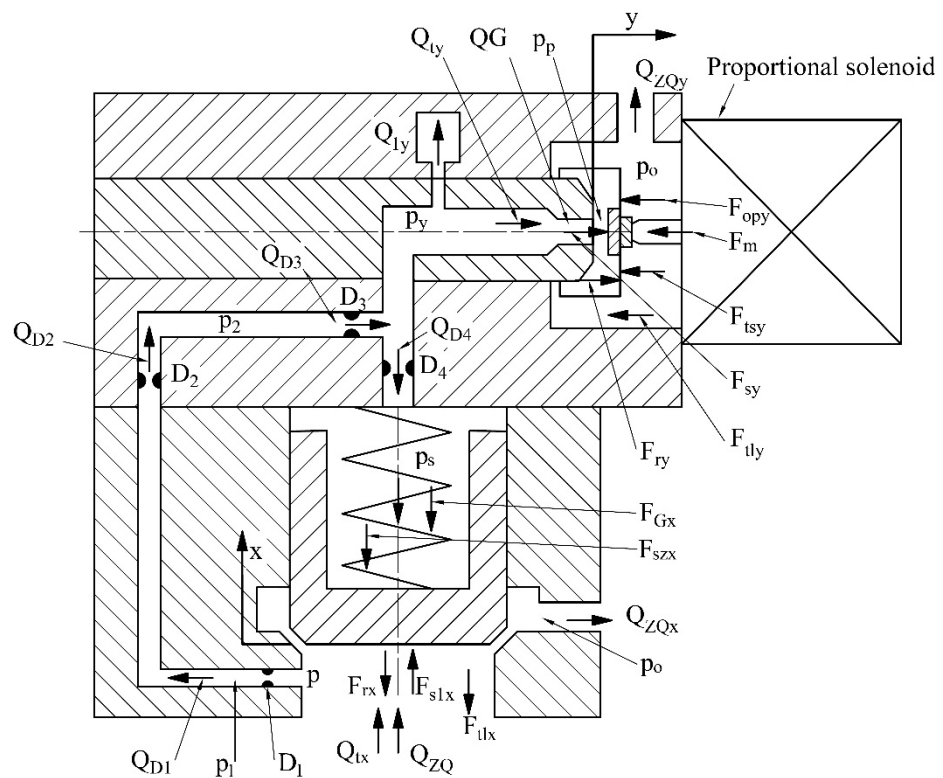 Q_ty QG p_p y
Q_ZQy Proportional solenoid
Q_1y
p_o
p_y F_opy
F_m
Q_D3
D_3
Q_D2 p_2 Q_D4 F_tsy
D_2 D_4
F_sy
F_tly
F_ry
p_s
F_Gx
x F_szx
Q_ZQx
p F_rx F_s1x p_o
F_tlx
Q_D1 p_1 D_1 Q_tx Q_ZQ